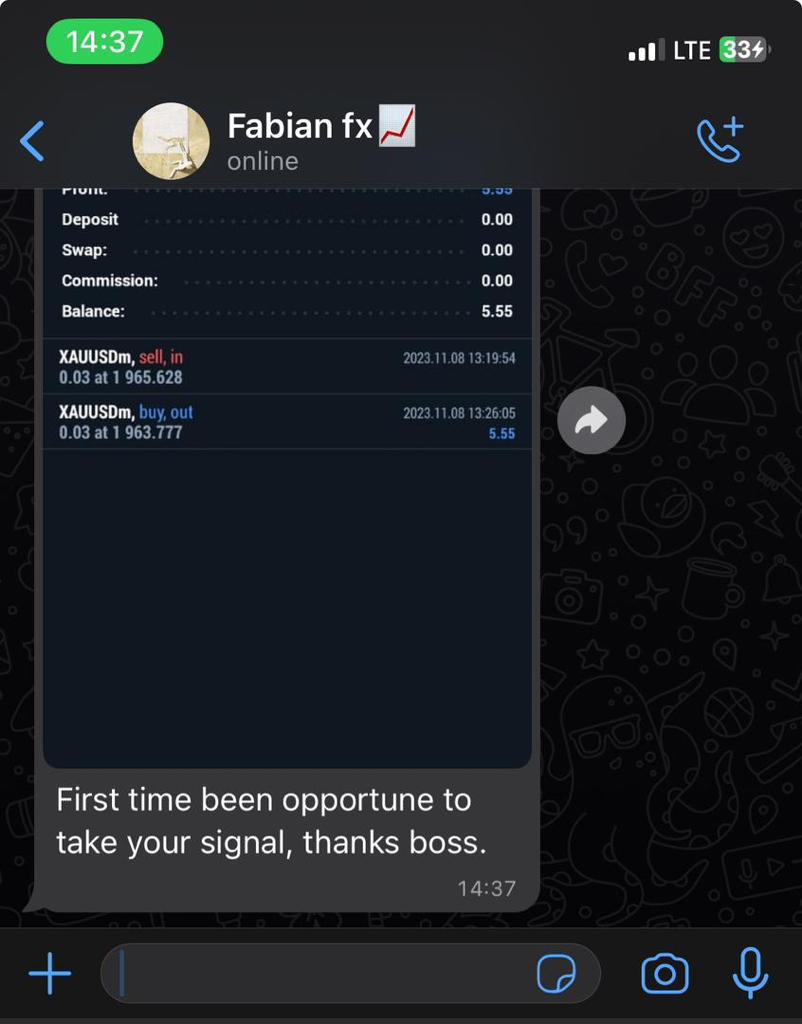 14:37
LTE 33
Fabian fx
online
Profit: 5.55
Deposit 0.00
Swap: 0.00
Commission: 0.00
Balance: 5.55
XAUUSDm, sell, in 2023.11.08 13:19:54
0.03 at 1 965.628
XAUUSDm, buy, out 2023.11.08 13:26:05
0.03 at 1 963.777 5.55
First time been opportune to
take your signal, thanks boss.
14:37
BFF